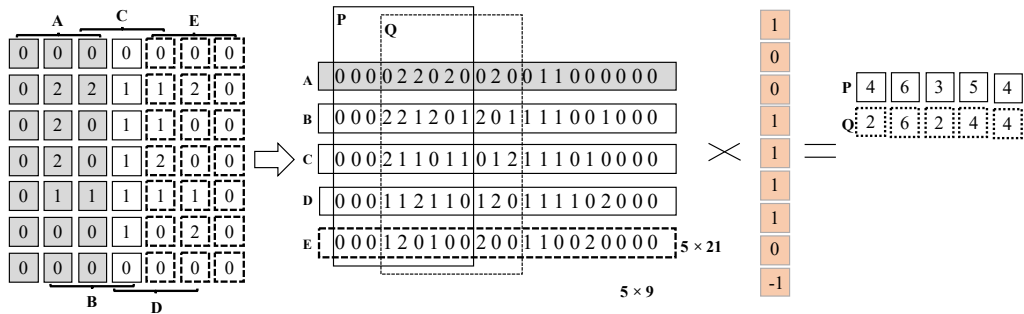 A C E
0 0 0 0 0 0 0
0 2 2 1 1 2 0
0 2 0 1 1 0 0
0 2 0 1 2 0 0
0 1 1 1 1 1 0
0 0 0 1 0 2 0
0 0 0 0 0 0 0
B D
P
Q
A 0 0 0 0 2 2 0 2 0 0 2 0 0 1 1 0 0 0 0 0 0
B 0 0 0 2 2 1 2 0 1 2 0 1 1 1 1 0 0 1 0 0 0
C 0 0 0 2 1 1 0 1 1 0 1 2 1 1 1 0 1 0 0 0 0
D 0 0 0 1 1 2 1 1 0 1 2 0 1 1 1 1 0 2 0 0 0
E 0 0 0 1 2 0 1 0 0 2 0 0 1 1 0 0 2 0 0 0 0
5 × 21
5 × 9
1
0
0
1
1
1
1
0
-1
P 4 6 3 5 4
Q 2 6 2 4 4